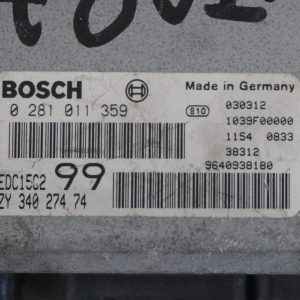 BOSCH
Made in Germany
0 281 011 359
810
030312
1039F00000
1154 0833
38312
9640938180
EDC15C2 99
ZY 340 274 74